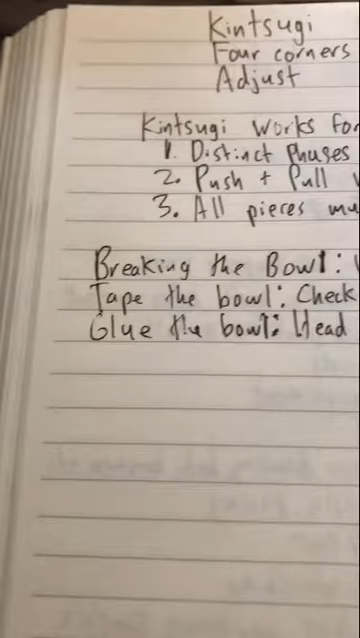 Kintsugi
Four corners
Adjust
Kintsugi Works for
1. Distinct Phases
2. Push + Pull
3. All pieces mu
Breaking the Bowl:
Tape the bowl: Check
Glue the bowl: Head